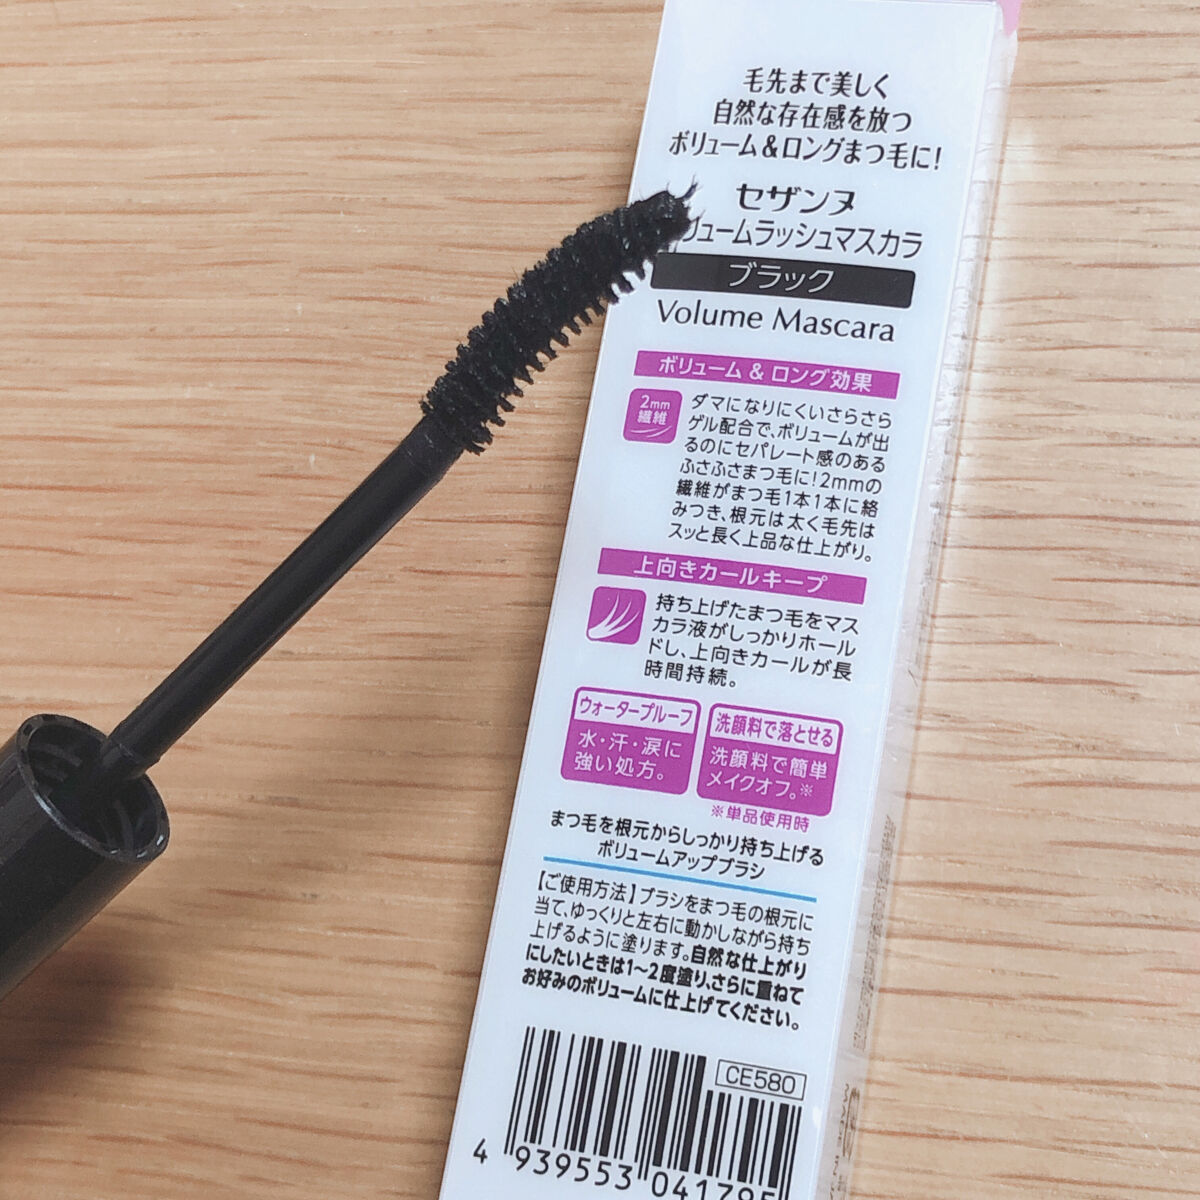 毛先まで美しく
自然な存在感を放つ
ボリューム&ロングまつ毛に!
セザンヌ
リュームラッシュマスカラ
ブラック
Volume Mascara
ボリューム & ロング効果
2mm
繊維
ダマになりにくいさらさら
ゲル配合で、ボリュームが出
るのにセパレート感のある
ふさふさまつ毛に!2mmの
繊維がまつ毛1本1本に絡
みつき、根元は太く毛先は
スッと長く上品な仕上がり。
上向きカールキープ
持ち上げたまつ毛をマス
カラ液がしっかりホール
ドし、上向きカールが長
時間持続。
ウォータープルーフ
水・汗・涙に
強い処方。
洗顔料で落とせる
洗顔料で簡単
メイクオフ。※
※単品使用時
まつ毛を根元からしっかり持ち上げる
ボリュームアップブラシ
【ご使用方法】ブラシをまつ毛の根元に
当て、ゆっくりと左右に動かしながら持ち
上げるように塗ります。自然な仕上がり
にしたいときは1~2度塗り、さらに重ねて
お好みのボリュームに仕上げてください。
CE580
4 939553 041795